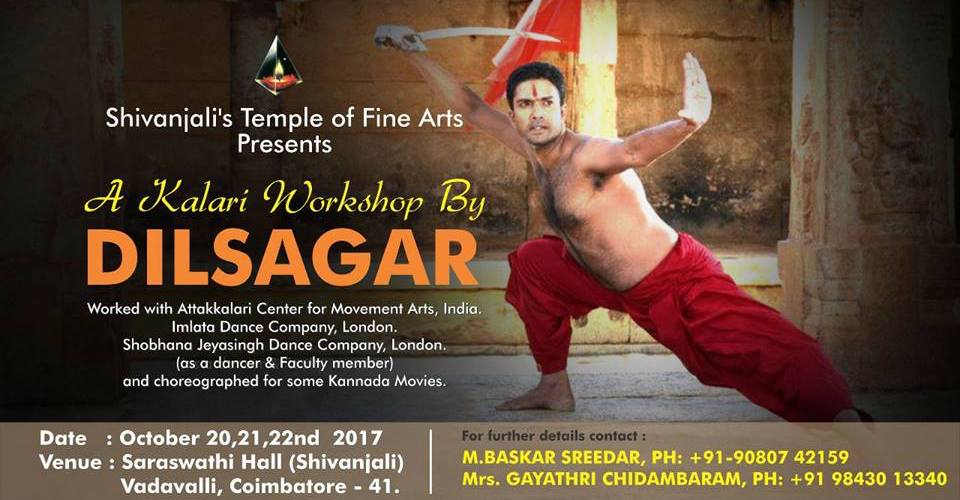 Shivanjali's Temple of Fine Arts
Presents
A Kalari Workshop By
DILSAGAR
Worked with Attakkalari Center for Movement Arts, India.
Imlata Dance Company, London.
Shobhana Jeyasingh Dance Company, London.
(as a dancer & Faculty member)
and choreographed for some Kannada Movies.
Date : October 20,21,22nd 2017
Venue : Saraswathi Hall (Shivanjali)
Vadavalli, Coimbatore - 41.
For further details contact :
M.BASKAR SREEDAR, PH: +91-90807 42159
Mrs. GAYATHRI CHIDAMBARAM, PH: +91 98430 13340